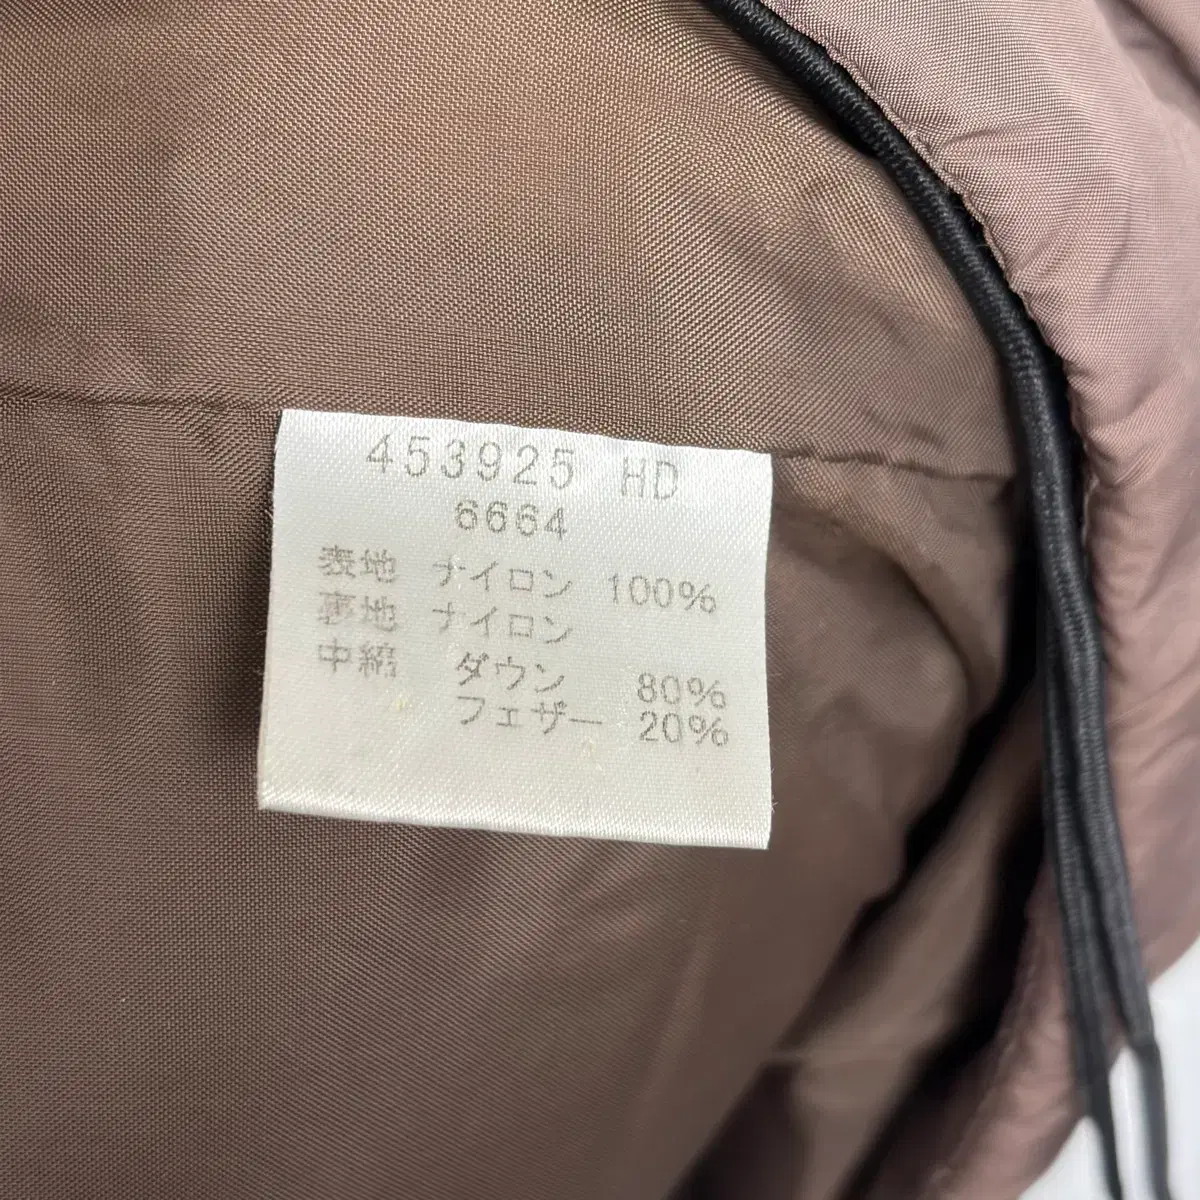 453925 HD
6664
表地 ナイロン 100%
裏地 ナイロン
中綿 ダウン 80%
フェザー 20%